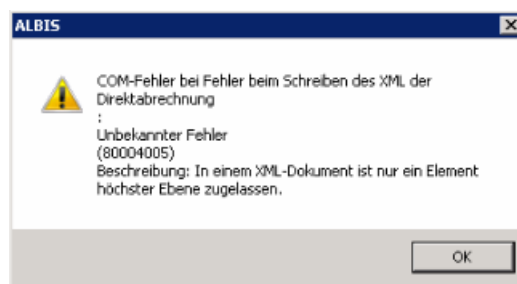 ALBIS
COM-Fehler bei Fehler beim Schreiben des XML der
Direktabrechnung
:
Unbekannter Fehler
(80004005)
Beschreibung: In einem XML-Dokument ist nur ein Element
höchster Ebene zugelassen.
OK